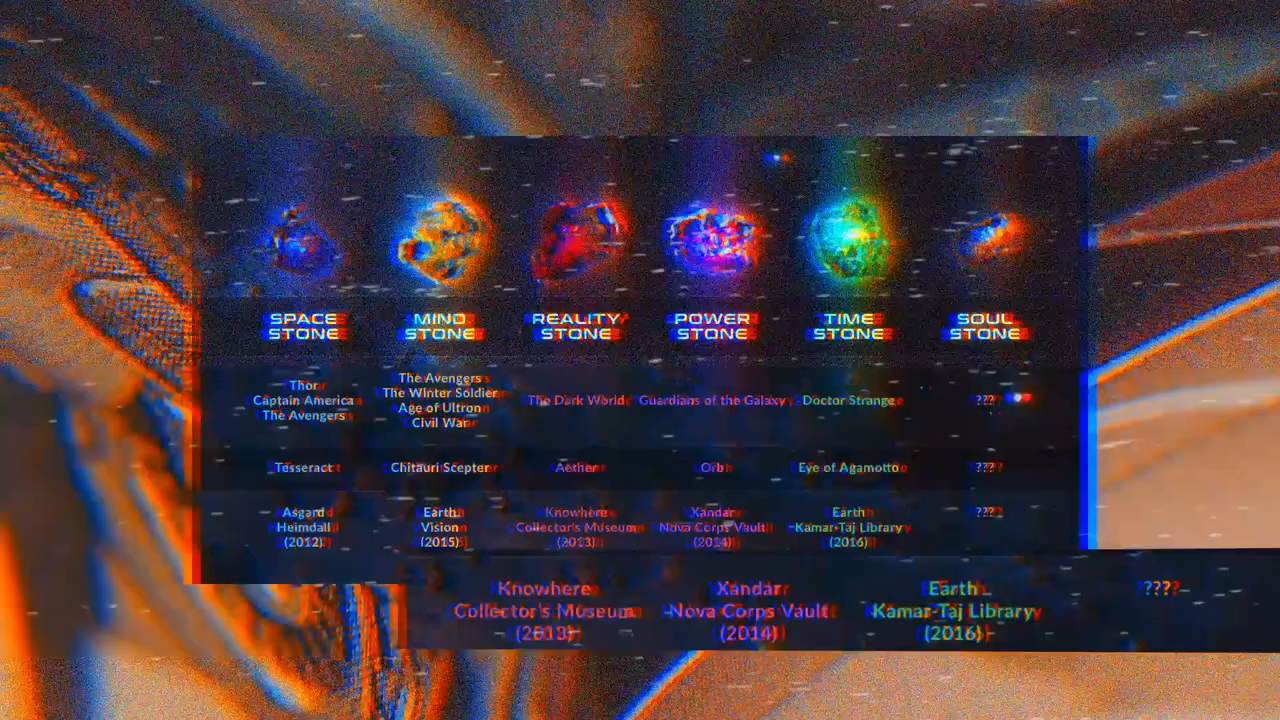 SPACE STONE
MIND STONE
REALITY STONE
POWER STONE
TIME STONE
SOUL STONE
Thor
Captain America
The Avengers
The Avengers
The Winter Soldier
Age of Ultron
Civil War
The Dark World
Guardians of the Galaxy
Doctor Strange
???
Tesseract
Chitauri Scepter
Aether
Orb
Eye of Agamotto
???
Asgard
Heimdall
(2012)
Earth
Vision
(2015)
Knowhere
Collector's Museum
(2013)
Xandar
Nova Corps Vault
(2014)
Earth
Kamar-Taj Library
(2016)
???
Knowhere
Collector's Museum
(2013)
Xandar
Nova Corps Vault
(2014)
Earth
Kamar-Taj Library
(2016)
???